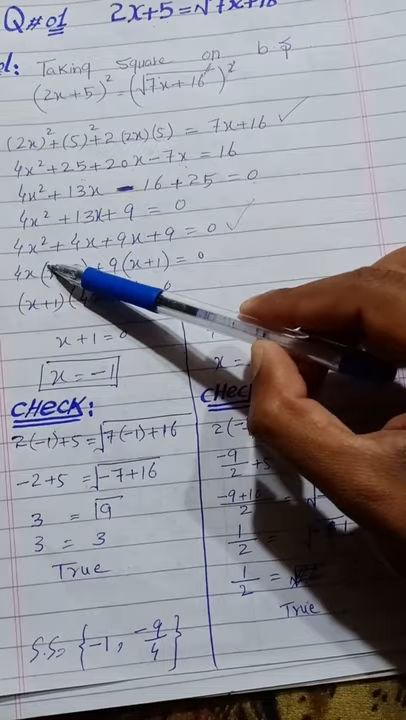 Q#01 2x+5=√7x+16
Taking Square on b
(2x+5)² = (√7x+16)²
(2x)²+(5)²+2(2x)(5) = 7x+16 ✓
4x²+25+20x-7x = 16
4x²+13x-16+25=0
4x²+13x+9=0
4x²+4x+9x+9=0 ✓
4x( +9(x+1)=0
(x+1)(
x+1=
x=-1
CHECK:
2(-1)+5=√7(-1)+16
-2+5=√-7+16
3 = √9
3 = 3
True
x=
2(-
-9/2+5
-9+10/2 = √-
1/2 =
1/2 =
True
S.S, {-1, -9/4}